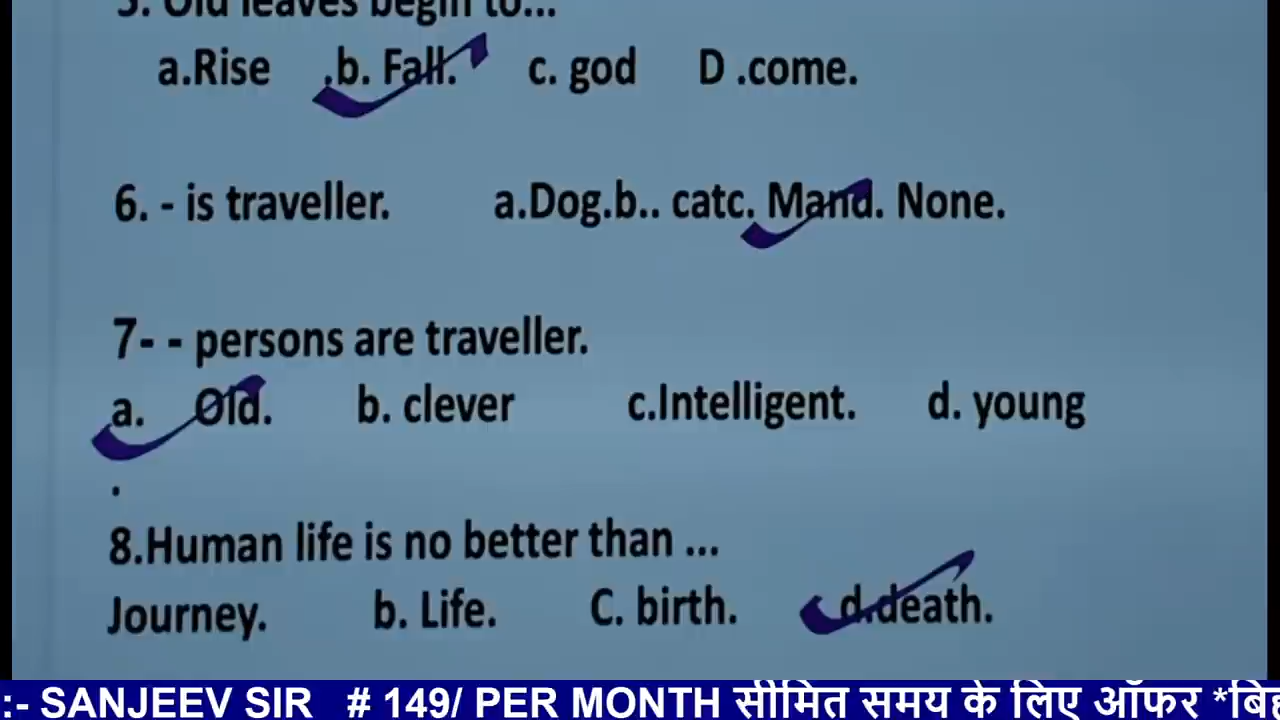 5. Old leaves begin to...
a.Rise .b. Fall. c. god D .come.
6. - is traveller. a.Dog.b.. catc. Mand. None.
7- - persons are traveller.
a. Old. b. clever c.Intelligent. d. young
.
8.Human life is no better than ...
Journey. b. Life. C. birth. d.death.
:- SANJEEV SIR # 149/ PER MONTH सीमित समय के लिए ऑफर